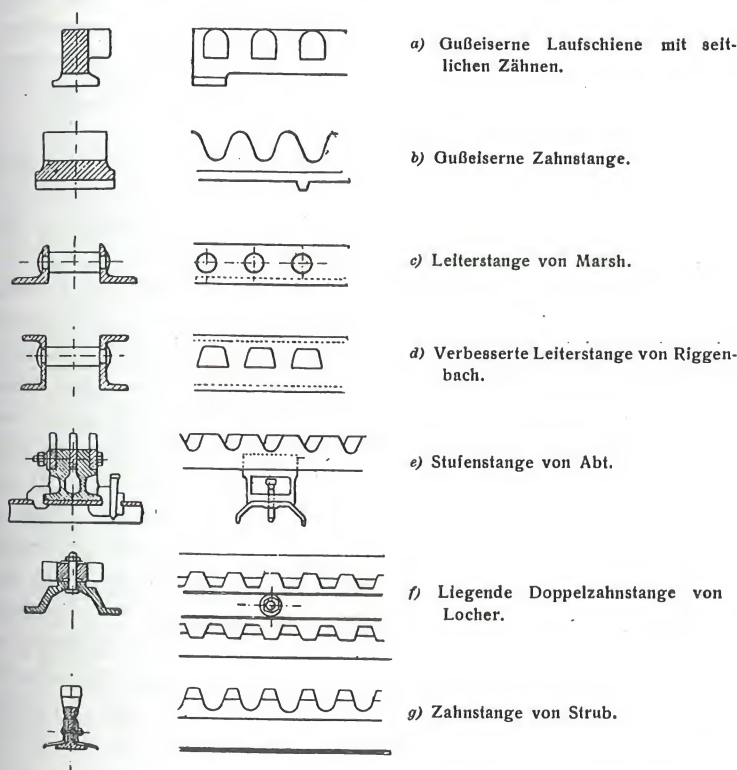 a) Gußeiserne Laufschiene mit seit-
lichen Zähnen.
b) Gußeiserne Zahnstange.
c) Leiterstange von Marsh.
d) Verbesserte Leiterstange von Riggen-
bach.
e) Stufenstange von Abt.
f) Liegende Doppelzahnstange von
Locher.
g) Zahnstange von Strub.